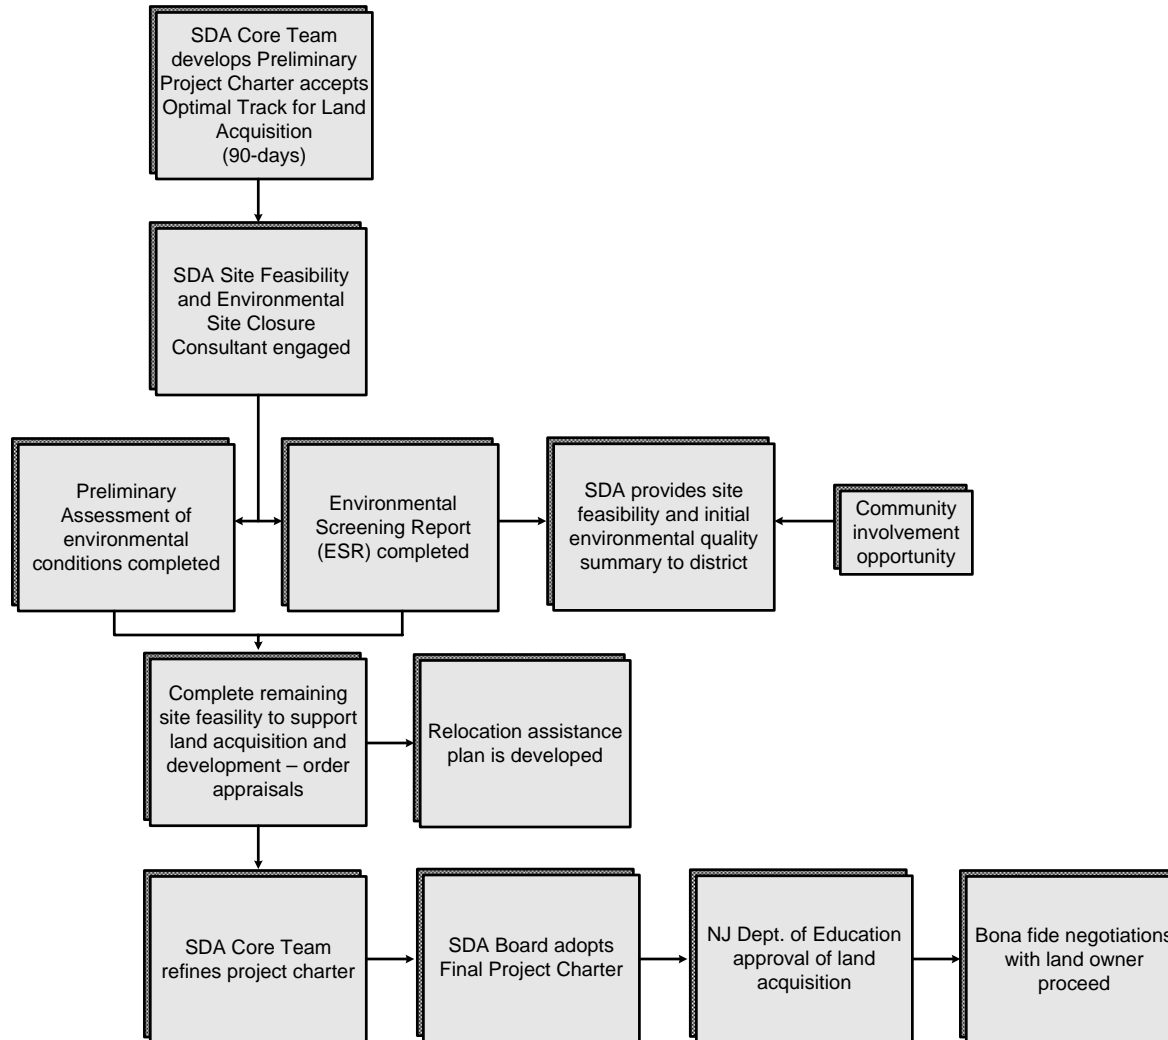 SDA Core Team
develops Preliminary
Project Charter accepts
Optimal Track for Land
Acquisition
(90-days)
SDA Site Feasibility
and Environmental
Site Closure
Consultant engaged
Preliminary
Assessment of
environmental
conditions completed
Environmental
Screening Report
(ESR) completed
SDA provides site
feasibility and initial
environmental quality
summary to district
Community
involvement
opportunity
Complete remaining
site feasility to support
land acquisition and
development – order
appraisals
Relocation assistance
plan is developed
SDA Core Team
refines project charter
SDA Board adopts
Final Project Charter
NJ Dept. of Education
approval of land
acquisition
Bona fide negotiations
with land owner
proceed